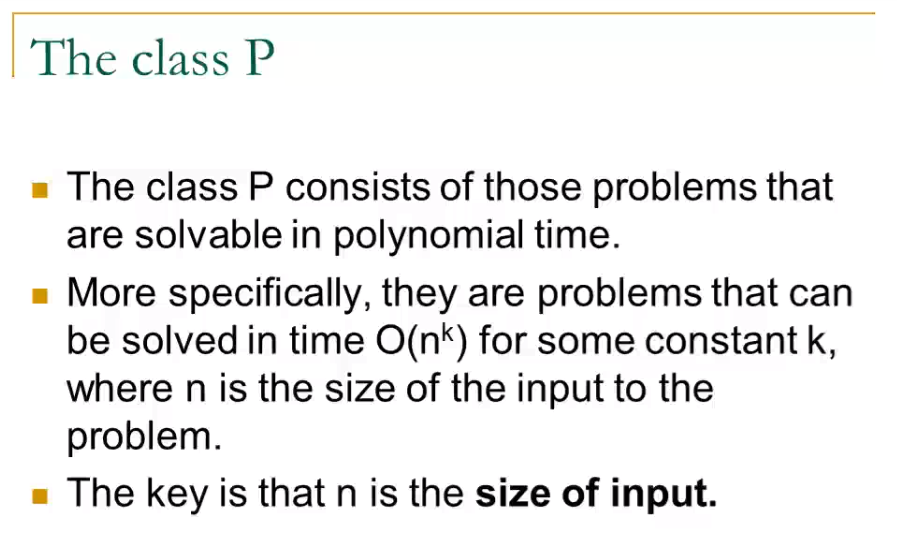 The class P
■ The class P consists of those problems that
are solvable in polynomial time.
■ More specifically, they are problems that can
be solved in time O(nᵏ) for some constant k,
where n is the size of the input to the
problem.
■ The key is that n is the size of input.